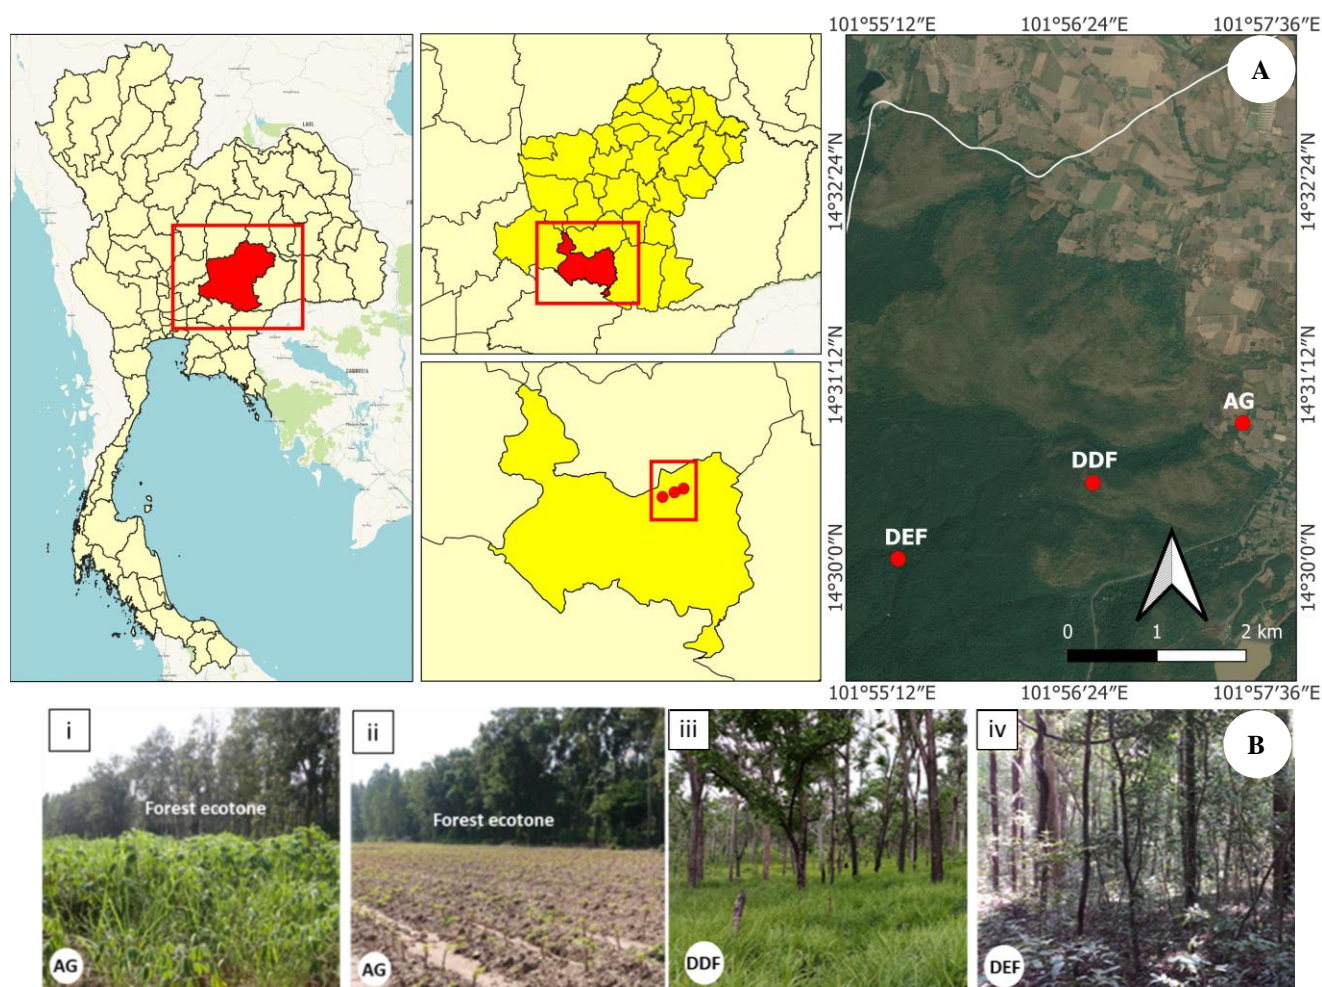 101°55′12″E 101°56′24″E 101°57′36″E
A
14°32′24″N 14°32′24″N
LAOS
CAMBODIA
14°31′12″N 14°31′12″N
AG
DDF
DEF
14°30′0″N 14°30′0″N
0 1 2 km
101°55′12″E 101°56′24″E 101°57′36″E
i ii iii iv
B
Forest ecotone
Forest ecotone
AG AG DDF DEF